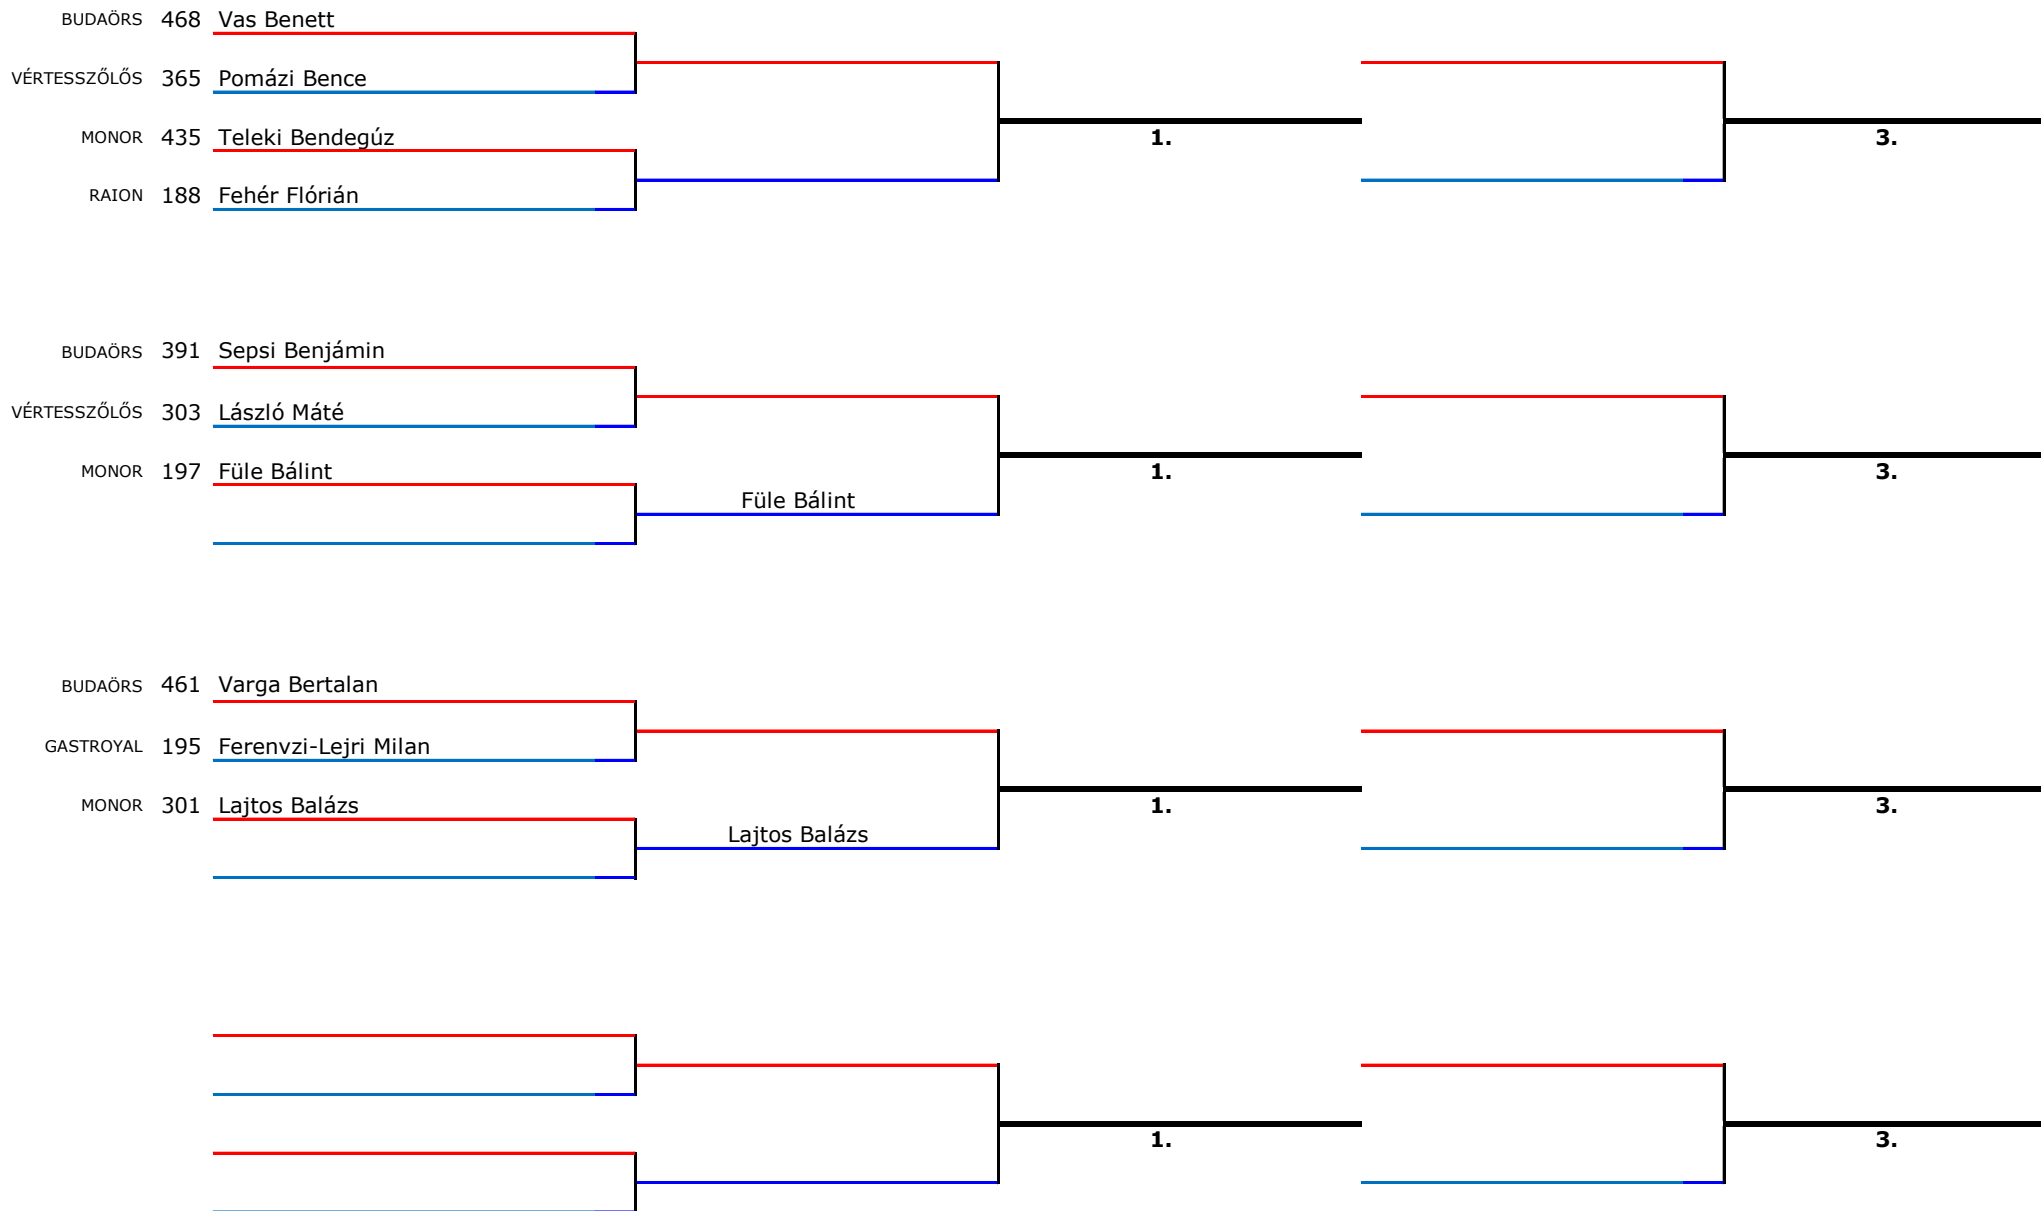 BUDAÖRS 468 Vas Benett
VÉRTESSZŐLŐS 365 Pomázi Bence
MONOR 435 Teleki Bendegúz 1. 3.
RAION 188 Fehér Flórián
BUDAÖRS 391 Sepsi Benjámin
VÉRTESSZŐLŐS 303 László Máté
MONOR 197 Füle Bálint 1. 3.
Füle Bálint
BUDAÖRS 461 Varga Bertalan
GASTROYAL 195 Ferenvzi-Lejri Milan
MONOR 301 Lajtos Balázs 1. 3.
Lajtos Balázs
1. 3.